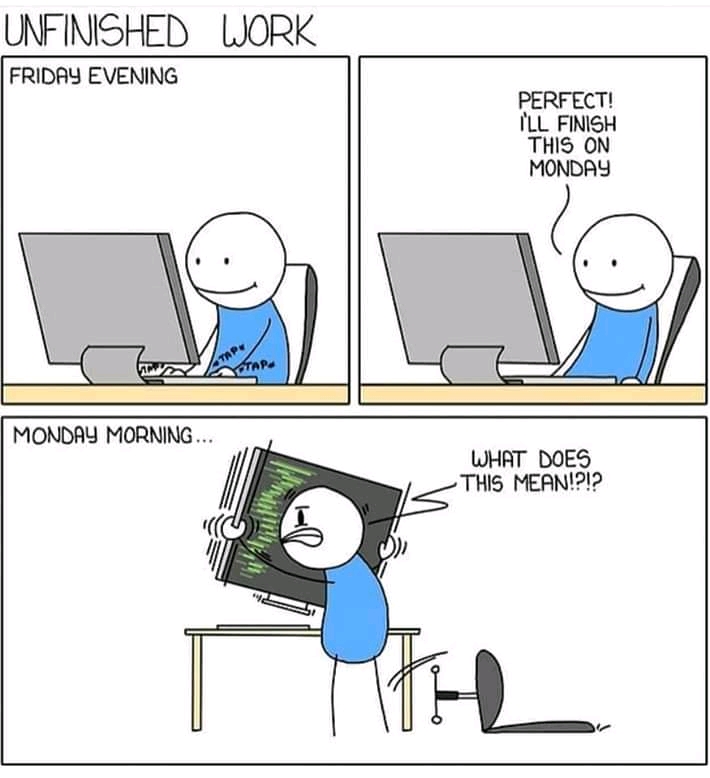 UNFINISHED WORK
FRIDAY EVENING
*TAP*
*TAP*
*TAP*
PERFECT!
I'LL FINISH
THIS ON
MONDAY
MONDAY MORNING...
WHAT DOES
THIS MEAN!?!?